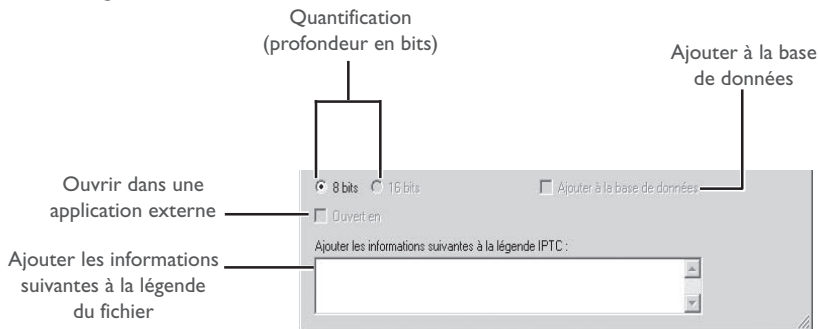 Quantification
(profondeur en bits)
Ajouter à la base
de données
Ouvrir dans une
application externe
Ajouter les informations
suivantes à la légende
du fichier
8 bits
16 bits
Ajouter à la base de données
Ouvert en
Ajouter les informations suivantes à la légende IPTC :